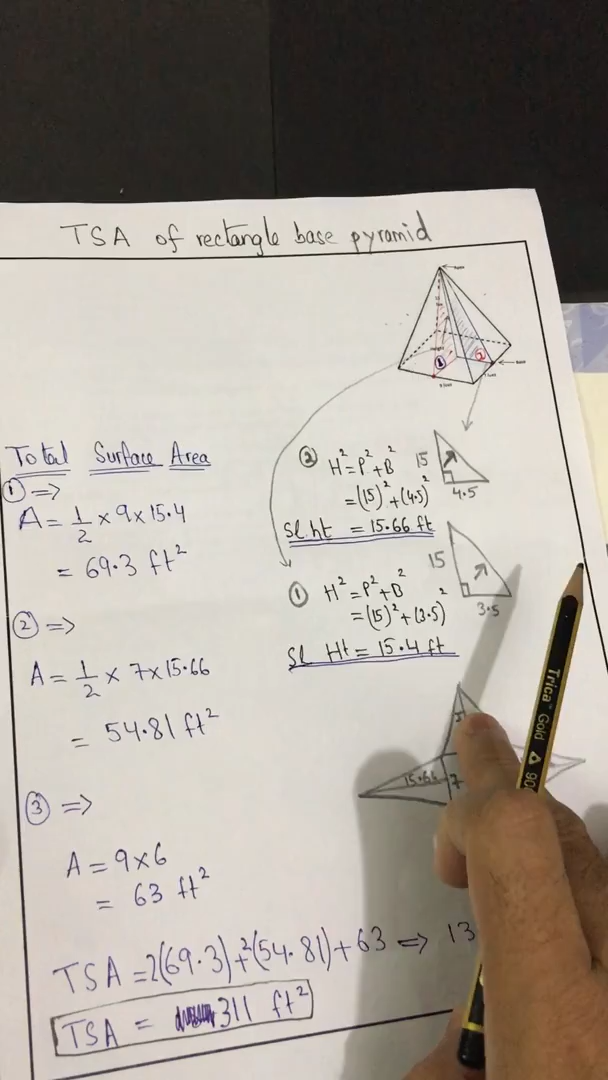 TSA of rectangle base pyramid
1
2
Total Surface Area
① =>
A = 1/2 × 9 × 15.4
= 69.3 ft²
② =>
A = 1/2 × 7 × 15.66
= 54.81 ft²
③ =>
A = 9 × 6
= 63 ft²
TSA = 2(69.3) + 2(54.81) + 63 => 13
TSA = 311 ft²
② H² = P² + B²
= (15)² + (4.5)²
Sl ht = 15.66 ft
15
4.5
① H² = P² + B²
= (15)² + (3.5)²
Sl Ht = 15.4 ft
15
3.5
15.66
7
Trica Gold